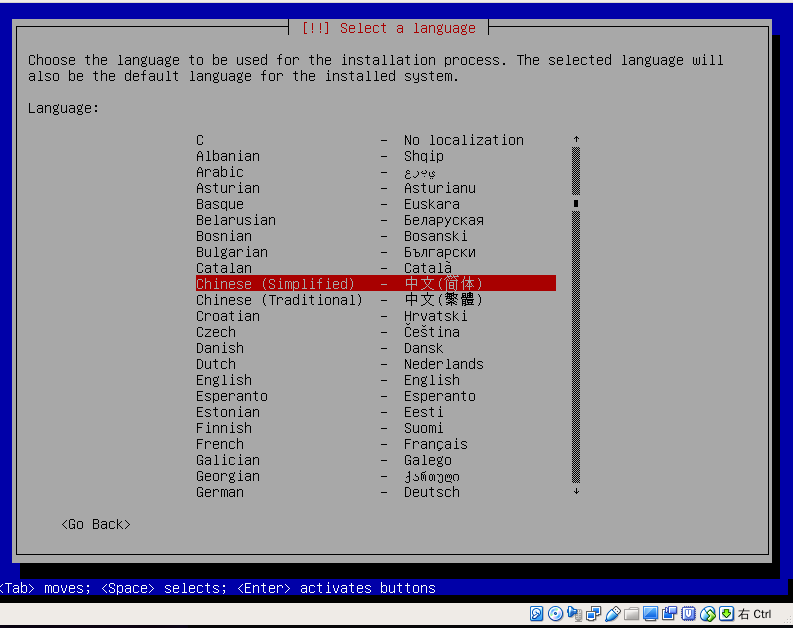 [!!] Select a language
Choose the language to be used for the installation process. The selected language will
also be the default language for the installed system.
Language:
C - No localization
Albanian - Shqip
Arabic - عربي
Asturian - Asturianu
Basque - Euskara
Belarusian - Беларуская
Bosnian - Bosanski
Bulgarian - Български
Catalan - Català
Chinese (Simplified) - 中文(简体)
Chinese (Traditional) - 中文(繁體)
Croatian - Hrvatski
Czech - Čeština
Danish - Dansk
Dutch - Nederlands
English - English
Esperanto - Esperanto
Estonian - Eesti
Finnish - Suomi
French - Français
Galician - Galego
Georgian - ქართული
German - Deutsch
<Go Back>
<Tab> moves; <Space> selects; <Enter> activates buttons
右 Ctrl